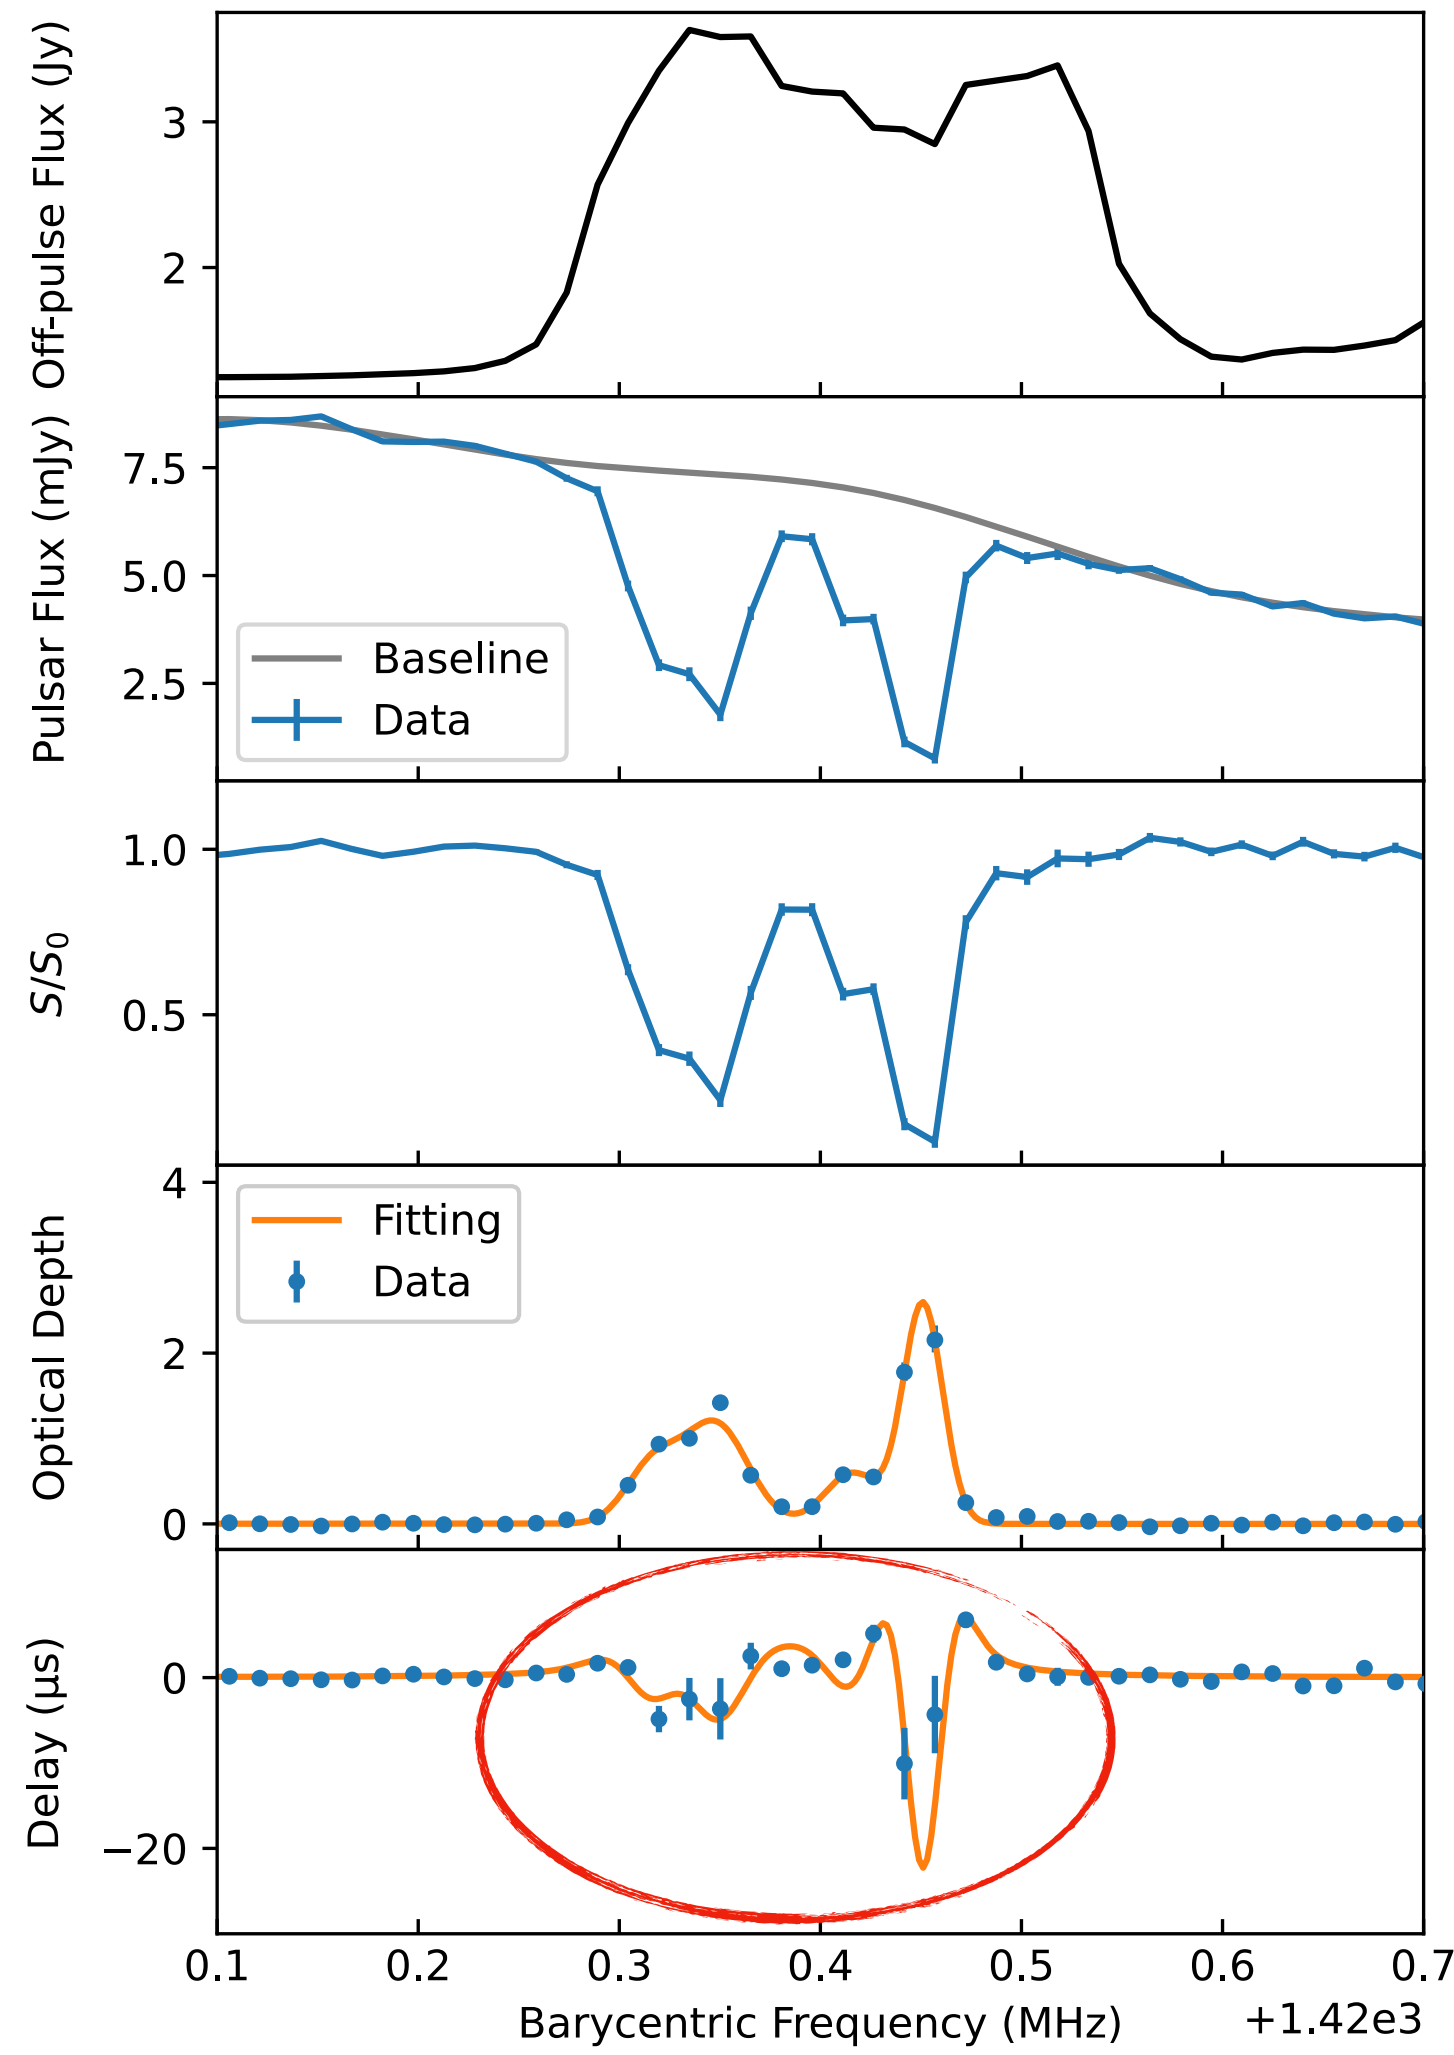 Off-pulse Flux (Jy)
3
2
Pulsar Flux (mJy)
7.5
5.0
2.5
Baseline
Data
S/S₀
1.0
0.5
Optical Depth
4
2
0
Fitting
Data
Delay (µs)
0
−20
0.1 0.2 0.3 0.4 0.5 0.6 0.7
Barycentric Frequency (MHz) +1.42e3